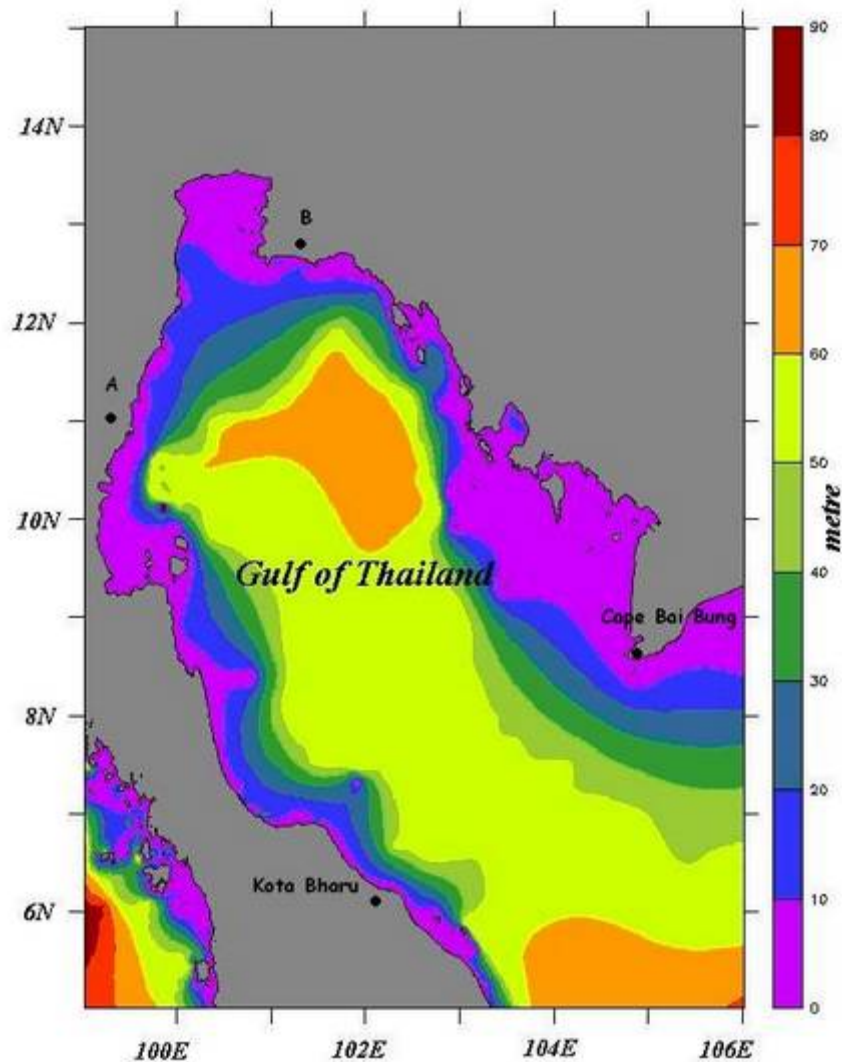 90
80
70
60
50
40
30
20
10
0
metre
14N
12N
10N
8N
6N
B
A
Gulf of Thailand
Cape Bai Bung
Kota Bharu
100E 102E 104E 106E